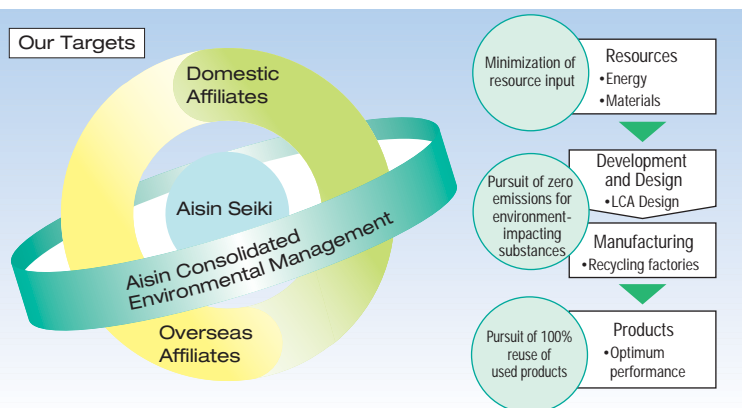 Our Targets
Domestic
Affiliates
Aisin Seiki
Aisin Consolidated
Environmental Management
Overseas
Affiliates
Minimization of
resource input
Resources
•Energy
•Materials
Pursuit of zero
emissions for
environment-
impacting
substances
Development
and Design
•LCA Design
Manufacturing
•Recycling factories
Pursuit of 100%
reuse of
used products
Products
•Optimum
performance